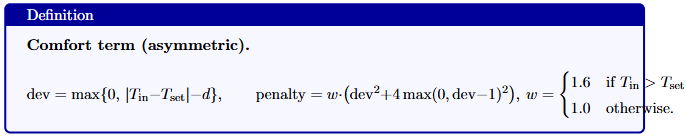 Definition
Comfort term (asymmetric).
dev = max{0, |T_in−T_set|−d}, penalty = w·(dev²+4 max(0, dev−1)²), w = { 1.6 if T_in > T_set
1.0 otherwise.